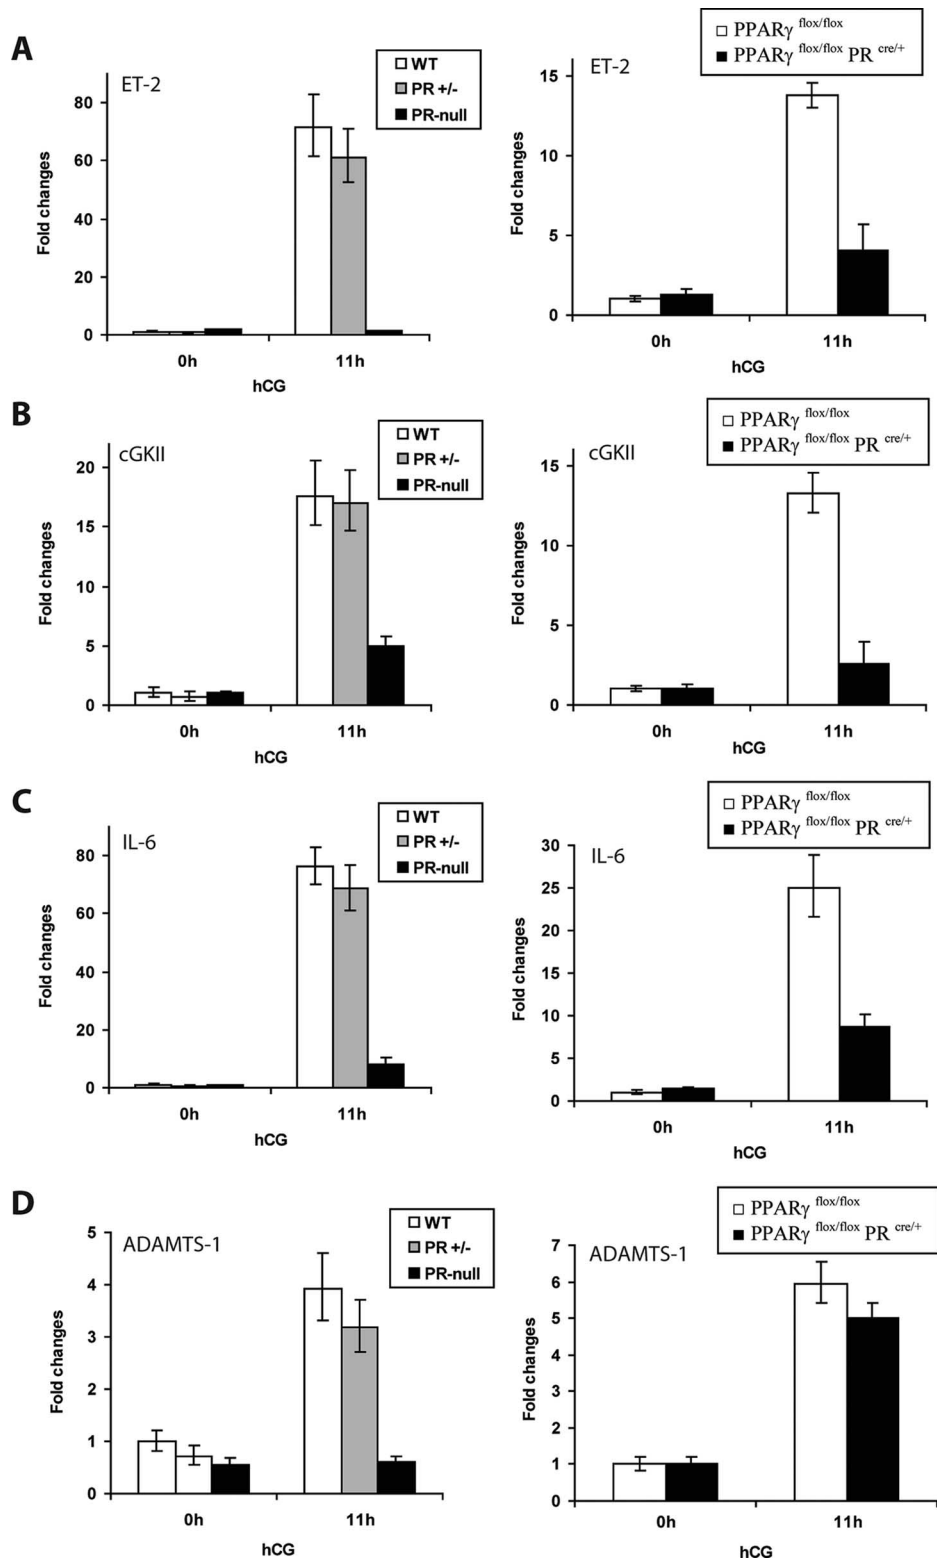 A
ET-2
WT
PR +/-
PR-null
Fold changes
80
60
40
20
0
0h 11h
hCG
PPARγ flox/flox
PPARγ flox/flox PR cre/+
ET-2
Fold changes
15
10
5
0
0h 11h
hCG
B
cGKII
WT
PR +/-
PR-null
Fold changes
20
15
10
5
0
0h 11h
hCG
PPARγ flox/flox
PPARγ flox/flox PR cre/+
cGKII
Fold changes
15
10
5
0
0h 11h
hCG
C
IL-6
WT
PR +/-
PR-null
Fold changes
80
60
40
20
0
0h 11h
hCG
PPARγ flox/flox
PPARγ flox/flox PR cre/+
IL-6
Fold changes
30
25
20
15
10
5
0
0h 11h
hCG
D
ADAMTS-1
WT
PR +/-
PR-null
Fold changes
5
4
3
2
1
0
0h 11h
hCG
PPARγ flox/flox
PPARγ flox/flox PR cre/+
ADAMTS-1
Fold changes
7
6
5
4
3
2
1
0
0h 11h
hCG